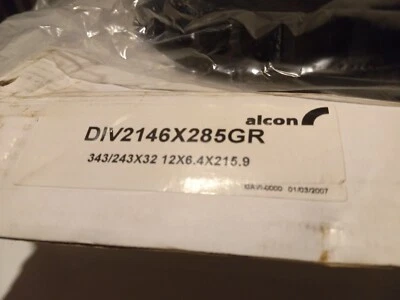 alcon
DIV2146X285GR
343/243X32 12X6.4X215.9
01/03/2007